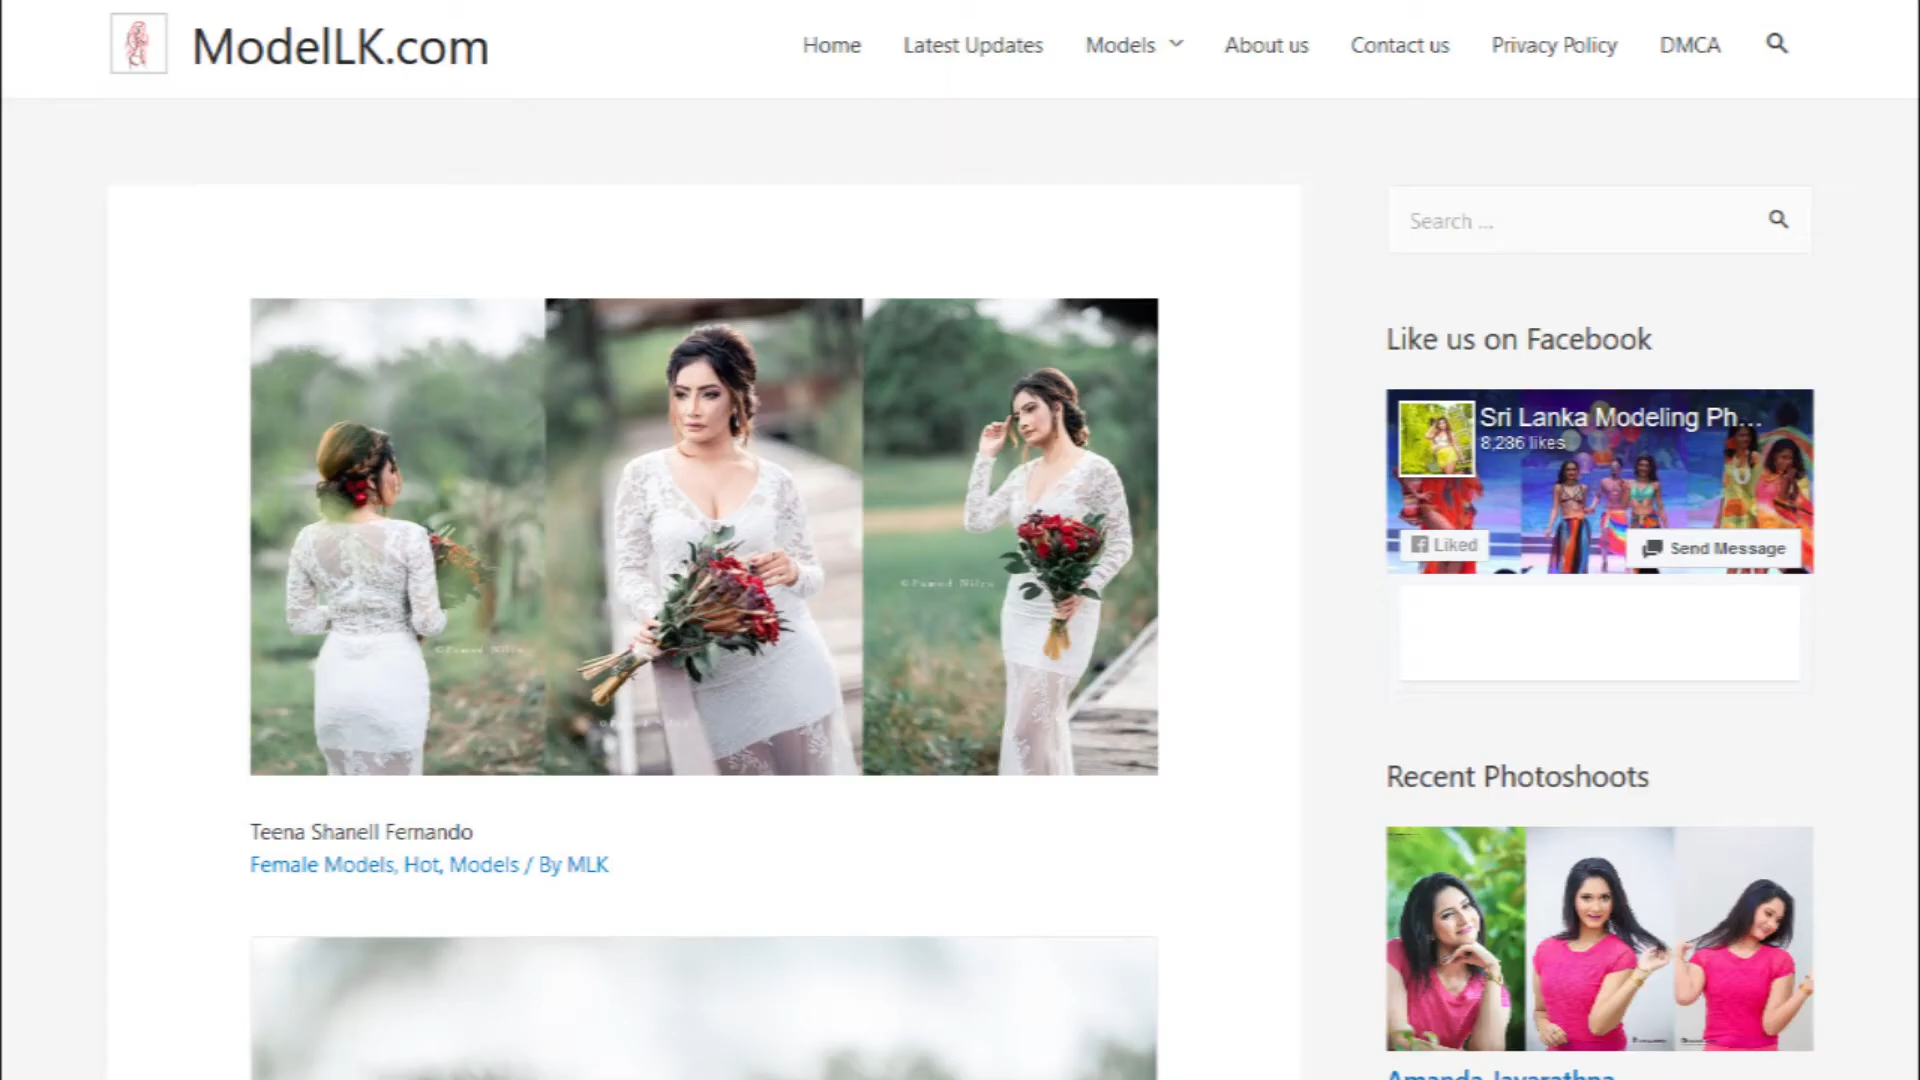 ModelLK.com
Home Latest Updates Models About us Contact us Privacy Policy DMCA
Search ...
Like us on Facebook
Sri Lanka Modeling Ph...
8,286 likes
Liked
Send Message
Recent Photoshoots
Teena Shanell Fernando
Female Models, Hot, Models / By MLK
Amanda Jayarathna